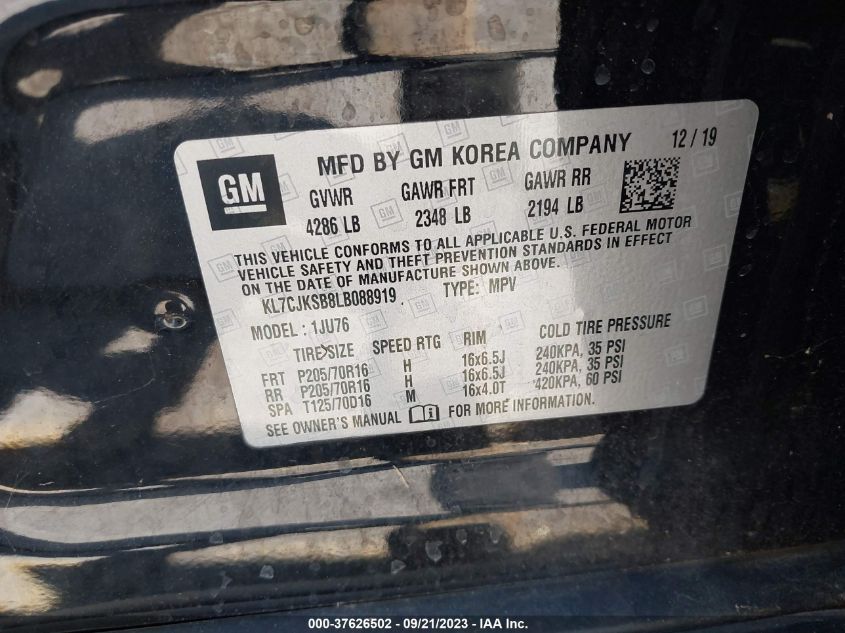 GM
MFD BY GM KOREA COMPANY 12 / 19
GVWR GAWR FRT GAWR RR
4286 LB 2348 LB 2194 LB
THIS VEHICLE CONFORMS TO ALL APPLICABLE U.S. FEDERAL MOTOR
VEHICLE SAFETY AND THEFT PREVENTION STANDARDS IN EFFECT
ON THE DATE OF MANUFACTURE SHOWN ABOVE.
KL7CJKSB8LB088919 TYPE: MPV
MODEL: 1JU76
TIRE SIZE SPEED RTG RIM COLD TIRE PRESSURE
FRT P205/70R16 H 16x6.5J 240KPA, 35 PSI
RR P205/70R16 H 16x6.5J 240KPA, 35 PSI
SPA T125/70D16 M 16x4.0T 420KPA, 60 PSI
SEE OWNER'S MANUAL FOR MORE INFORMATION.
000-37626502 - 09/21/2023 - IAA Inc.